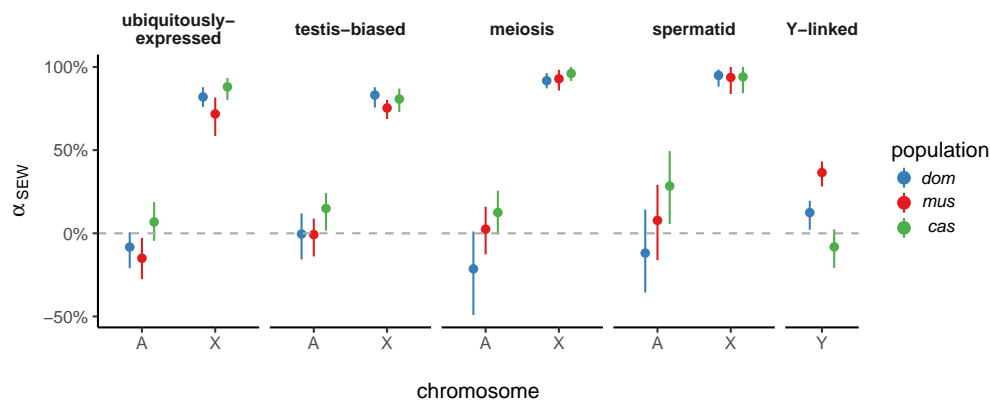 ubiquitously−
expressed
testis−biased
meiosis
spermatid
Y−linked
100%
50%
0%
−50%
α SEW
A X A X A X A X Y
chromosome
population
dom
mus
cas